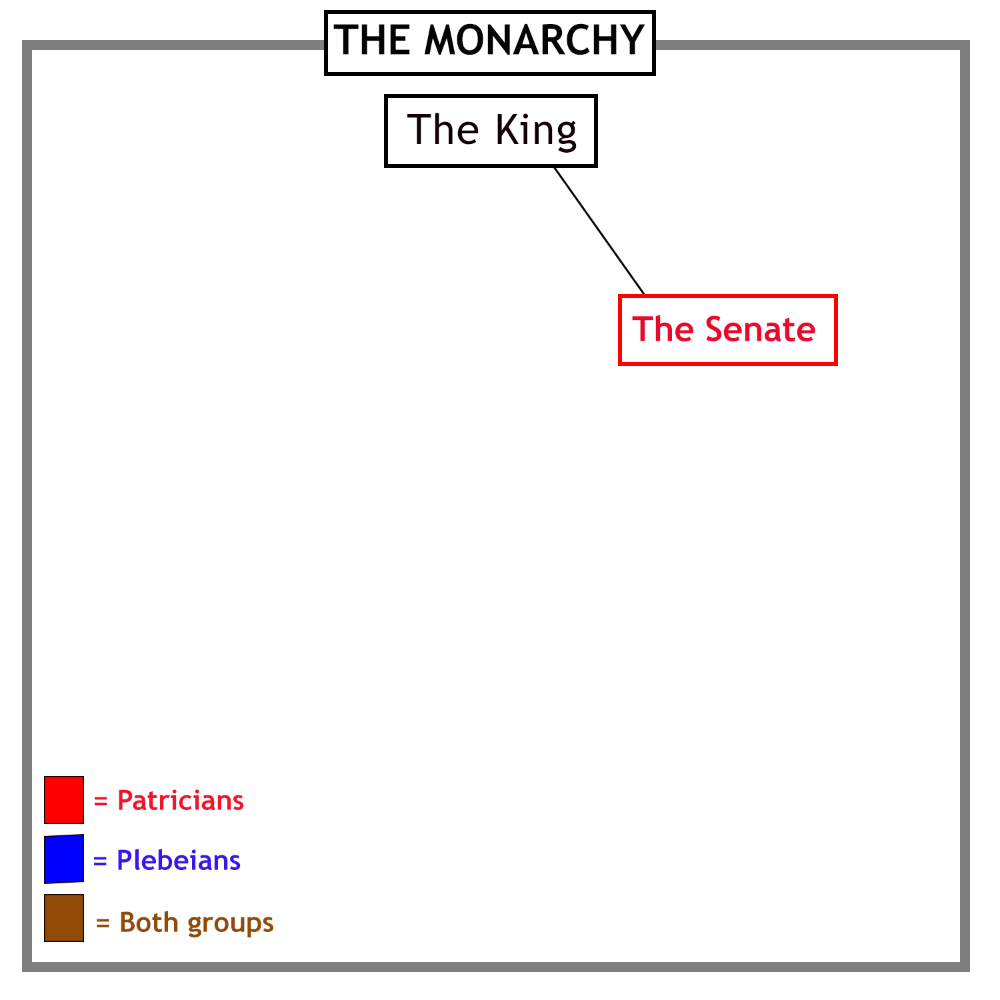 THE MONARCHY
The King
The Senate
= Patricians
= Plebeians
= Both groups